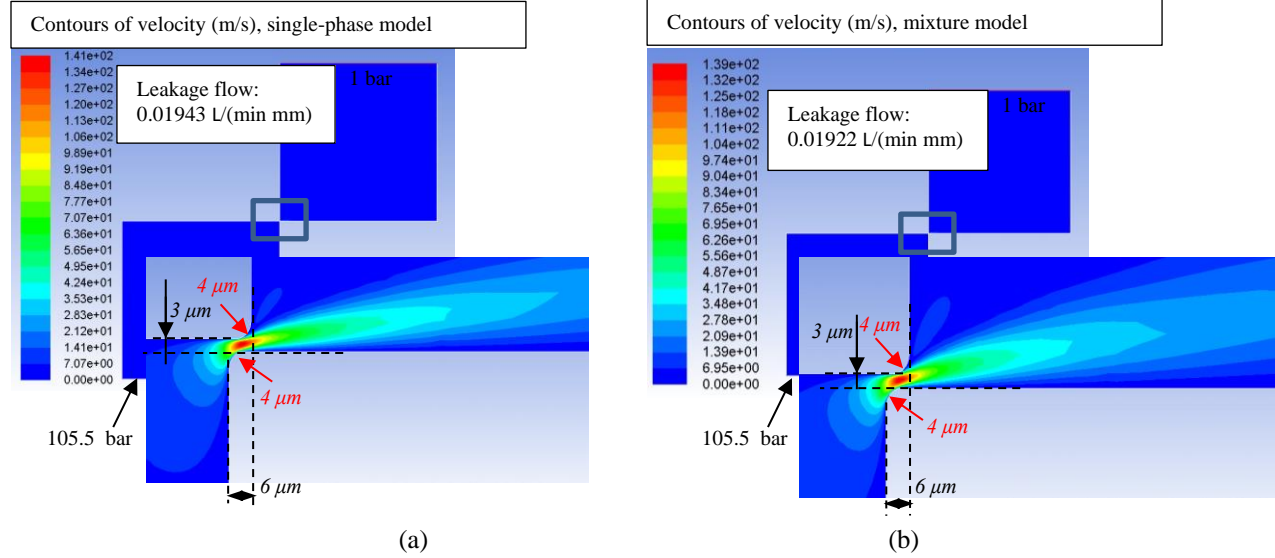 Contours of velocity (m/s), single-phase model
1.41e+02
1.34e+02
1.27e+02
1.20e+02
1.13e+02
1.06e+02
9.89e+01
9.19e+01
8.48e+01
7.78e+01
7.07e+01
6.36e+01
5.65e+01
4.95e+01
4.24e+01
3.53e+01
2.83e+01
2.12e+01
1.41e+01
7.07e+00
0.00e+00
1 bar
Leakage flow:
0.01943 L/(min mm)
4 μm
3 μm
4 μm
105.5 bar
6 μm
(a)
Contours of velocity (m/s), mixture model
1.39e+02
1.32e+02
1.25e+02
1.18e+02
1.11e+02
1.04e+02
9.74e+01
9.04e+01
8.35e+01
7.65e+01
6.95e+01
6.26e+01
5.56e+01
4.87e+01
4.17e+01
3.48e+01
2.78e+01
2.09e+01
1.39e+01
6.95e+00
0.00e+00
1 bar
Leakage flow:
0.01922 L/(min mm)
4 μm
3 μm
4 μm
105.5 bar
6 μm
(b)